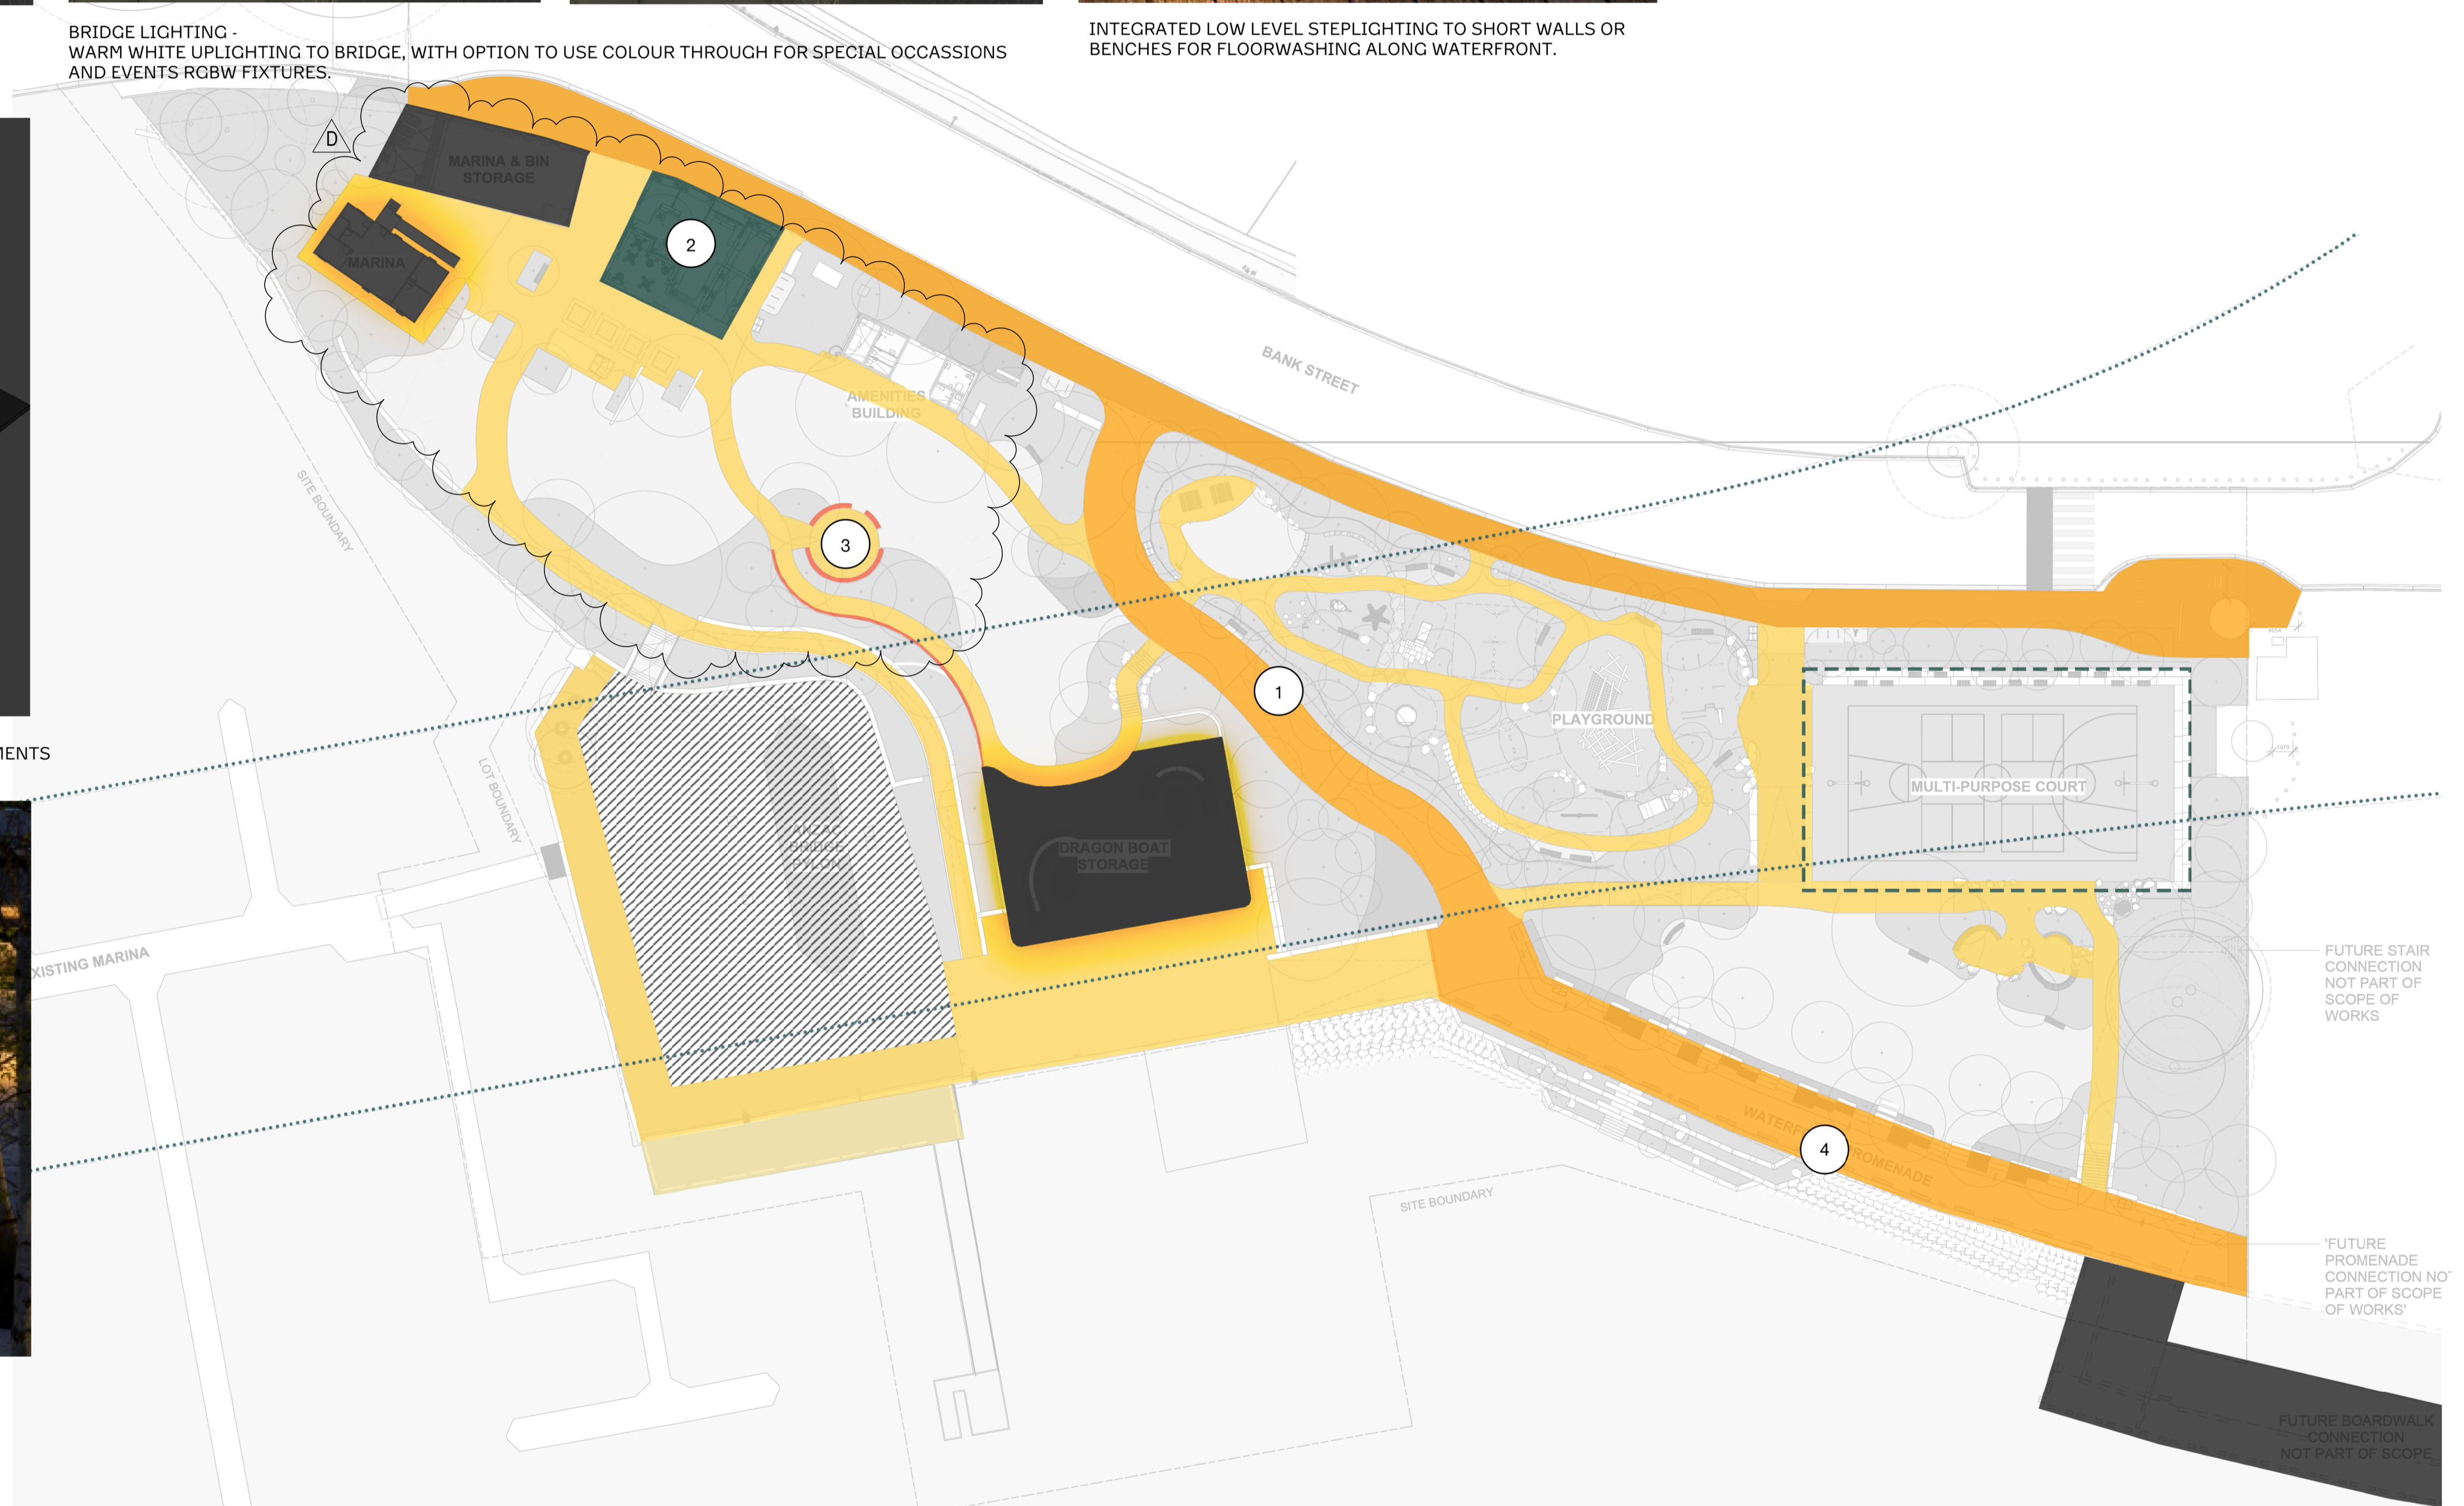 BRIDGE LIGHTING -
WARM WHITE UPLIGHTING TO BRIDGE, WITH OPTION TO USE COLOUR THROUGH FOR SPECIAL OCCASSIONS
AND EVENTS RGBW FIXTURES.
INTEGRATED LOW LEVEL STEPLIGHTING TO SHORT WALLS OR
BENCHES FOR FLOORWASHING ALONG WATERFRONT.
D
MARINA & BIN
STORAGE
2
MARINA
BANK STREET
AMENITIES
BUILDING
SITE BOUNDARY
3
1
PLAYGROUND
MULTI-PURPOSE COURT
MENTS
LOT BOUNDARY
ANZAC
BRIDGE
PYLON
DRAGON BOAT
STORAGE
XISTING MARINA
FUTURE STAIR
CONNECTION
NOT PART OF
SCOPE OF
WORKS
WATERF
4
ROMENADE
SITE BOUNDARY
'FUTURE
PROMENADE
CONNECTION NOT
PART OF SCOPE
OF WORKS'
FUTURE BOARDWALK
CONNECTION
NOT PART OF SCOPE